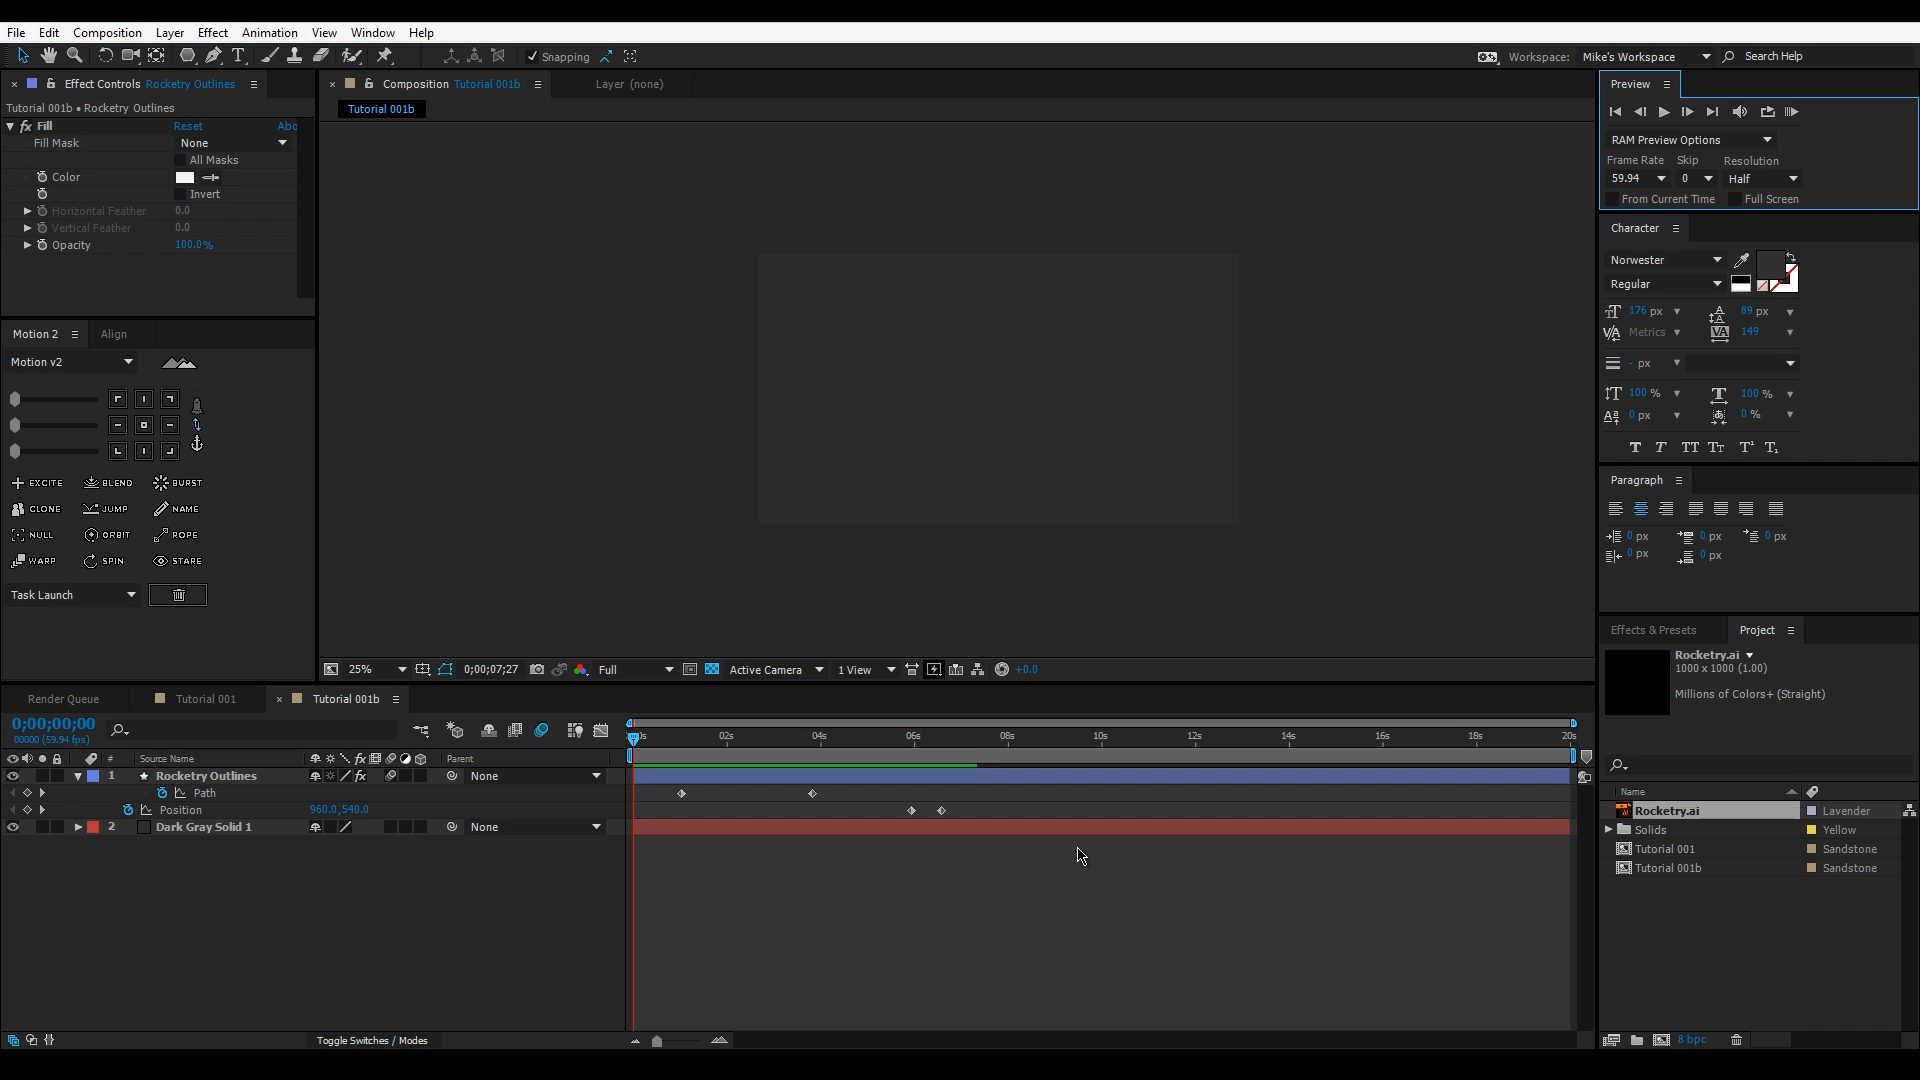 File Edit Composition Layer Effect Animation View Window Help
Snapping
Workspace: Mike's Workspace Search Help
Effect Controls Rocketry Outlines
Tutorial 001b • Rocketry Outlines
fx Fill Reset Abo
Fill Mask None
All Masks
Color
Invert
Horizontal Feather 0.0
Vertical Feather 0.0
Opacity 100.0%
Motion 2 Align
Motion v2
EXCITE BLEND BURST
CLONE JUMP NAME
NULL ORBIT ROPE
WARP SPIN STARE
Task Launch
Composition Tutorial 001b Layer (none)
Tutorial 001b
25% 0;00;07;27 Full Active Camera 1 View +0.0
Preview
RAM Preview Options
Frame Rate Skip Resolution
59.94 0 Half
From Current Time Full Screen
Character
Norwester
Regular
176 px 89 px
Metrics 149
- px
100 % 100 %
0 px 0 %
T T TT Tt T¹ T₁
Paragraph
0 px 0 px 0 px
0 px 0 px
Effects & Presets Project
Rocketry.ai
1000 x 1000 (1.00)
Millions of Colors+ (Straight)
Name
Rocketry.ai Lavender
Solids Yellow
Tutorial 001 Sandstone
Tutorial 001b Sandstone
8 bpc
Render Queue Tutorial 001 Tutorial 001b
0;00;00;00
00000 (59.94 fps)
02s 04s 06s 08s 10s 12s 14s 16s 20s 18s
# Source Name fx Parent
1 Rocketry Outlines fx None
Path
Position 960.0,540.0
2 Dark Gray Solid 1 None
Toggle Switches / Modes